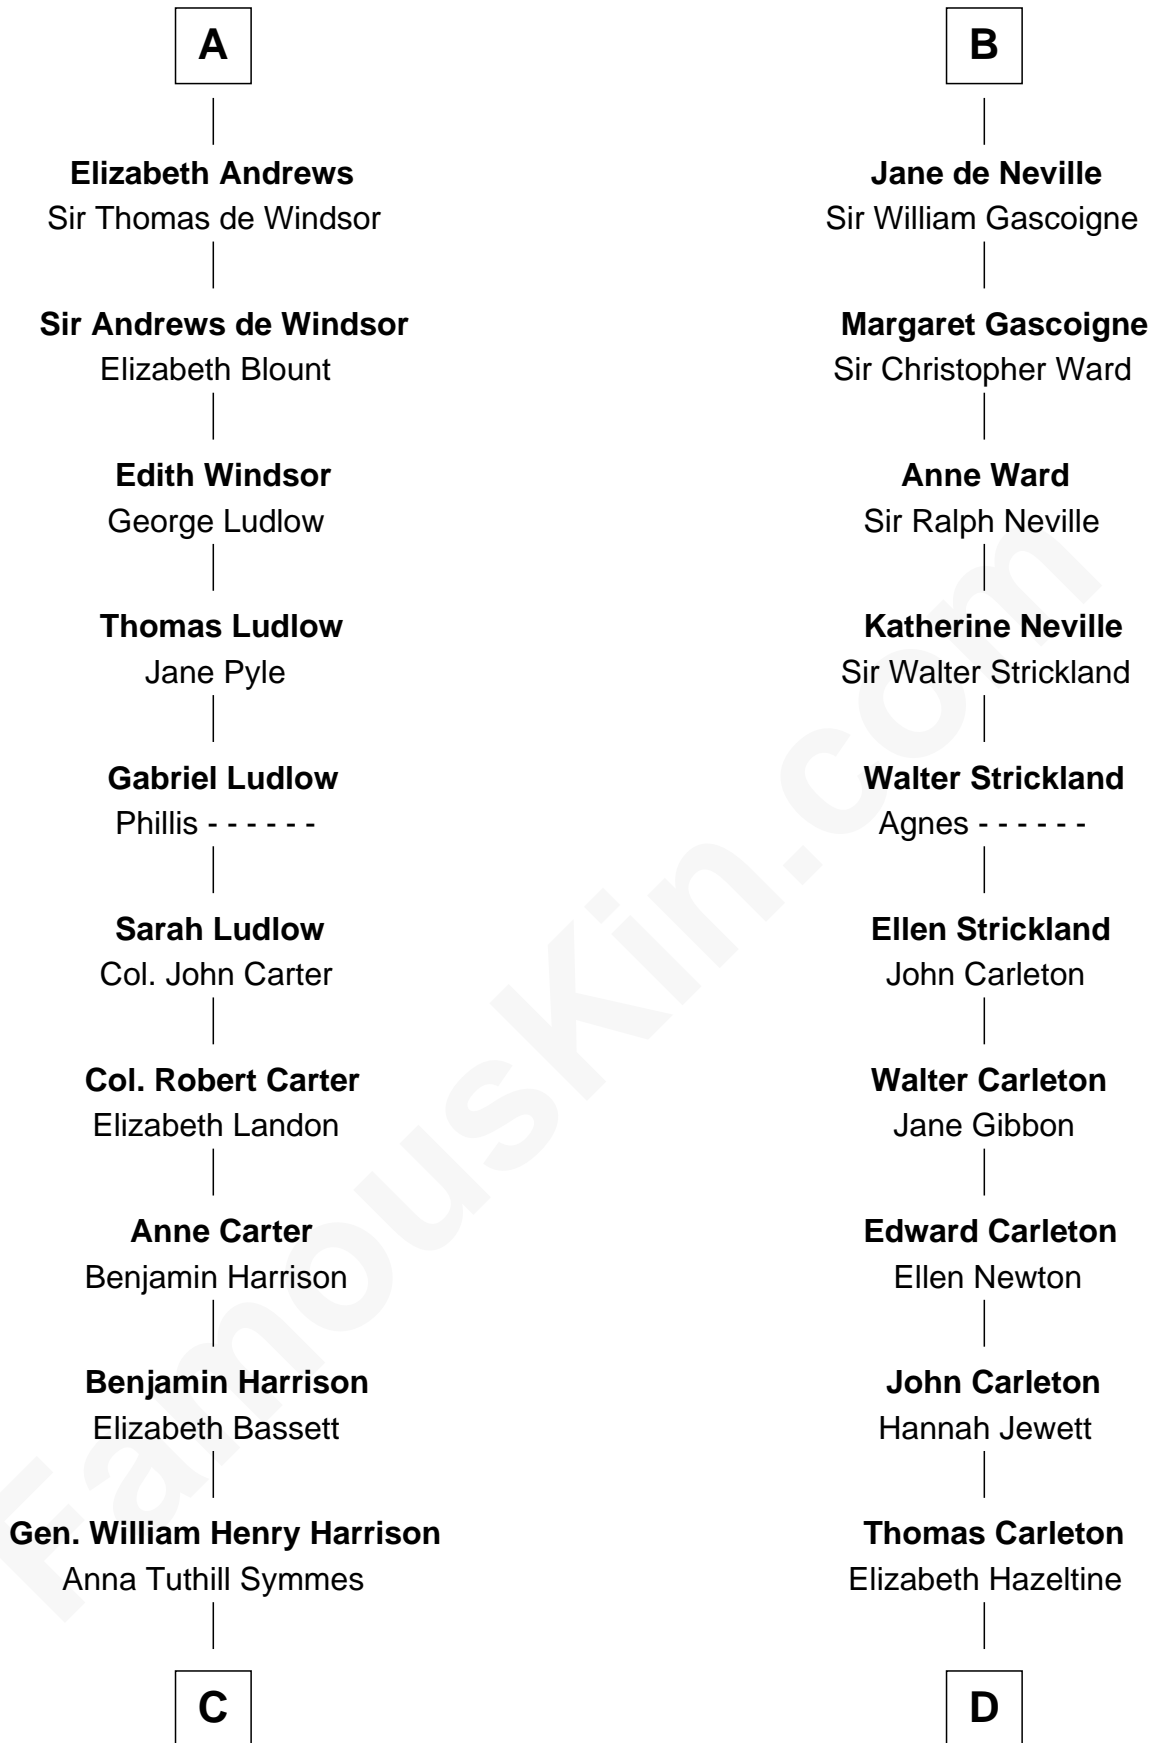 A
Elizabeth Andrews
Sir Thomas de Windsor
Sir Andrews de Windsor
Elizabeth Blount
Edith Windsor
George Ludlow
Thomas Ludlow
Jane Pyle
Gabriel Ludlow
Phillis - - - - - -
Sarah Ludlow
Col. John Carter
Col. Robert Carter
Elizabeth Landon
Anne Carter
Benjamin Harrison
Benjamin Harrison
Elizabeth Bassett
Gen. William Henry Harrison
Anna Tuthill Symmes
C
B
Jane de Neville
Sir William Gascoigne
Margaret Gascoigne
Sir Christopher Ward
Anne Ward
Sir Ralph Neville
Katherine Neville
Sir Walter Strickland
Walter Strickland
Agnes - - - - - -
Ellen Strickland
John Carleton
Walter Carleton
Jane Gibbon
Edward Carleton
Ellen Newton
John Carleton
Hannah Jewett
Thomas Carleton
Elizabeth Hazeltine
D
FamousKin.com